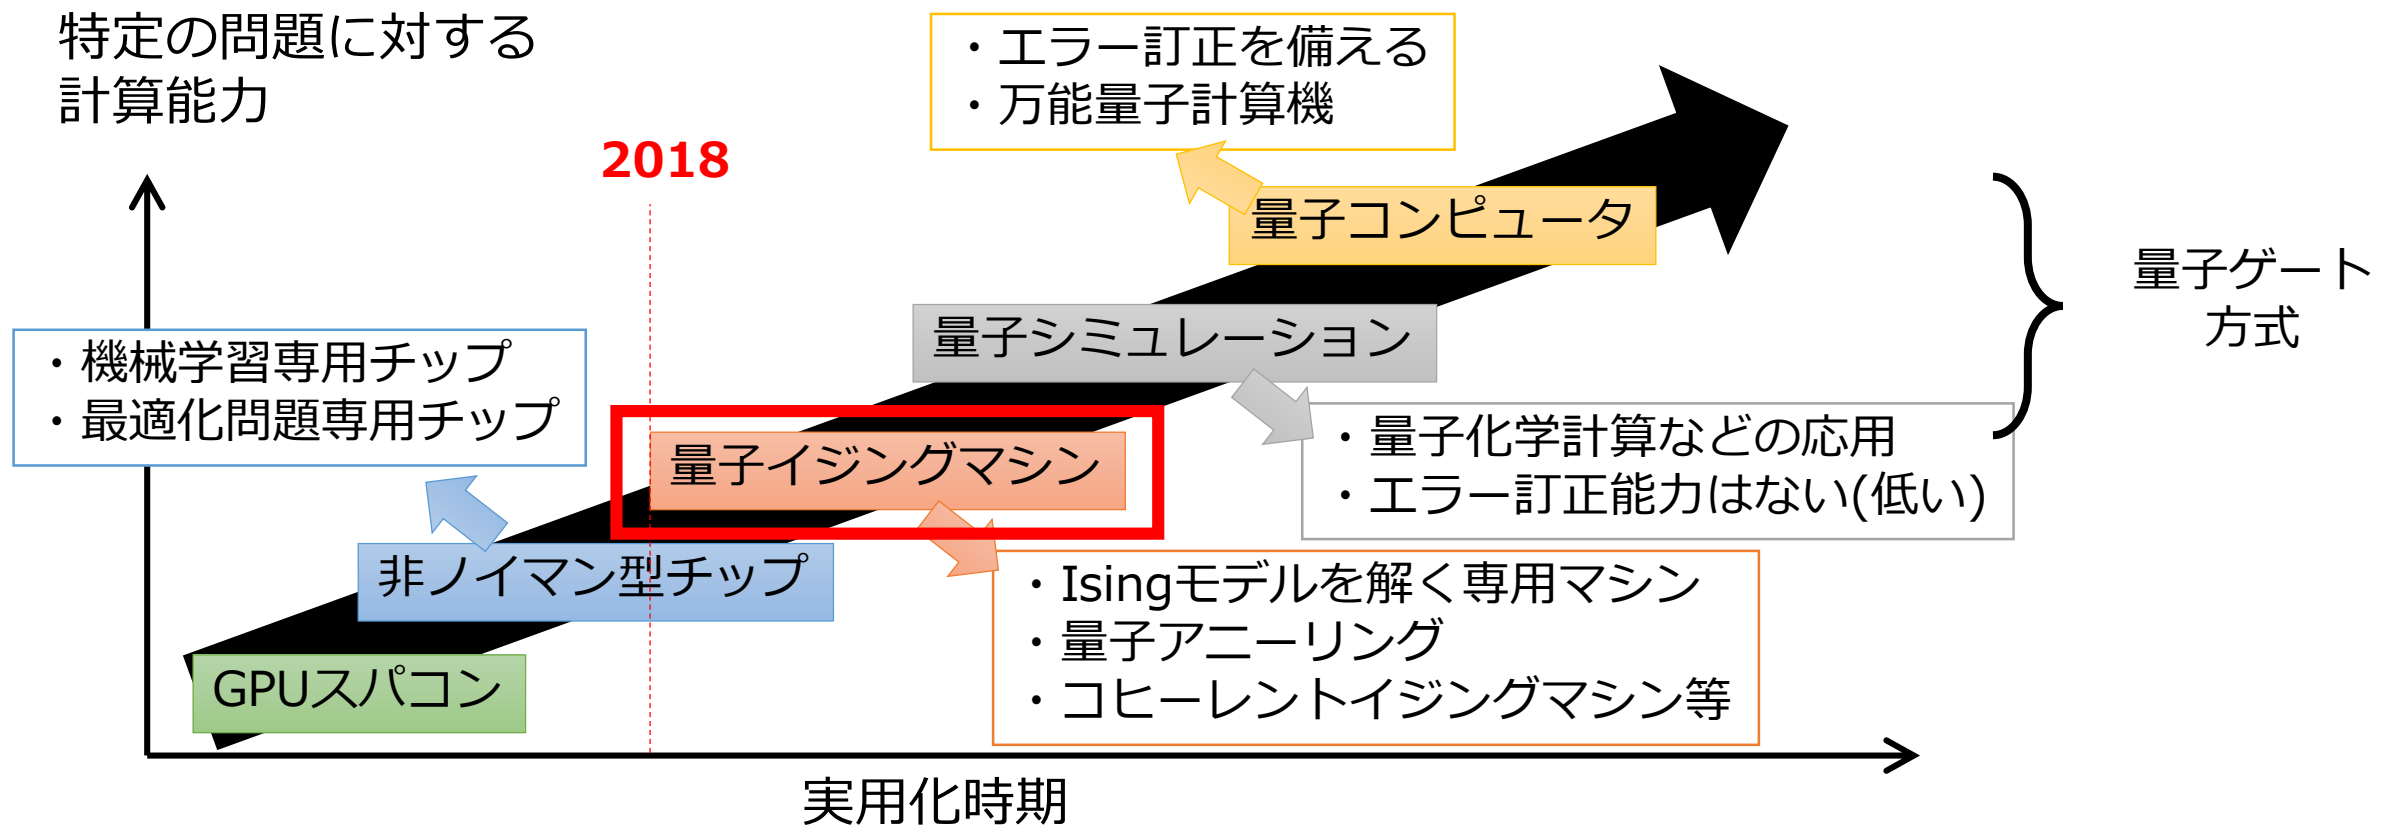 特定の問題に対する
計算能力
2018
・エラー訂正を備える
・万能量子計算機
量子コンピュータ
量子ゲート
方式
量子シミュレーション
・機械学習専用チップ
・最適化問題専用チップ
・量子化学計算などの応用
・エラー訂正能力はない(低い)
量子イジングマシン
非ノイマン型チップ
・Isingモデルを解く専用マシン
・量子アニーリング
・コヒーレントイジングマシン等
GPUスパコン
実用化時期